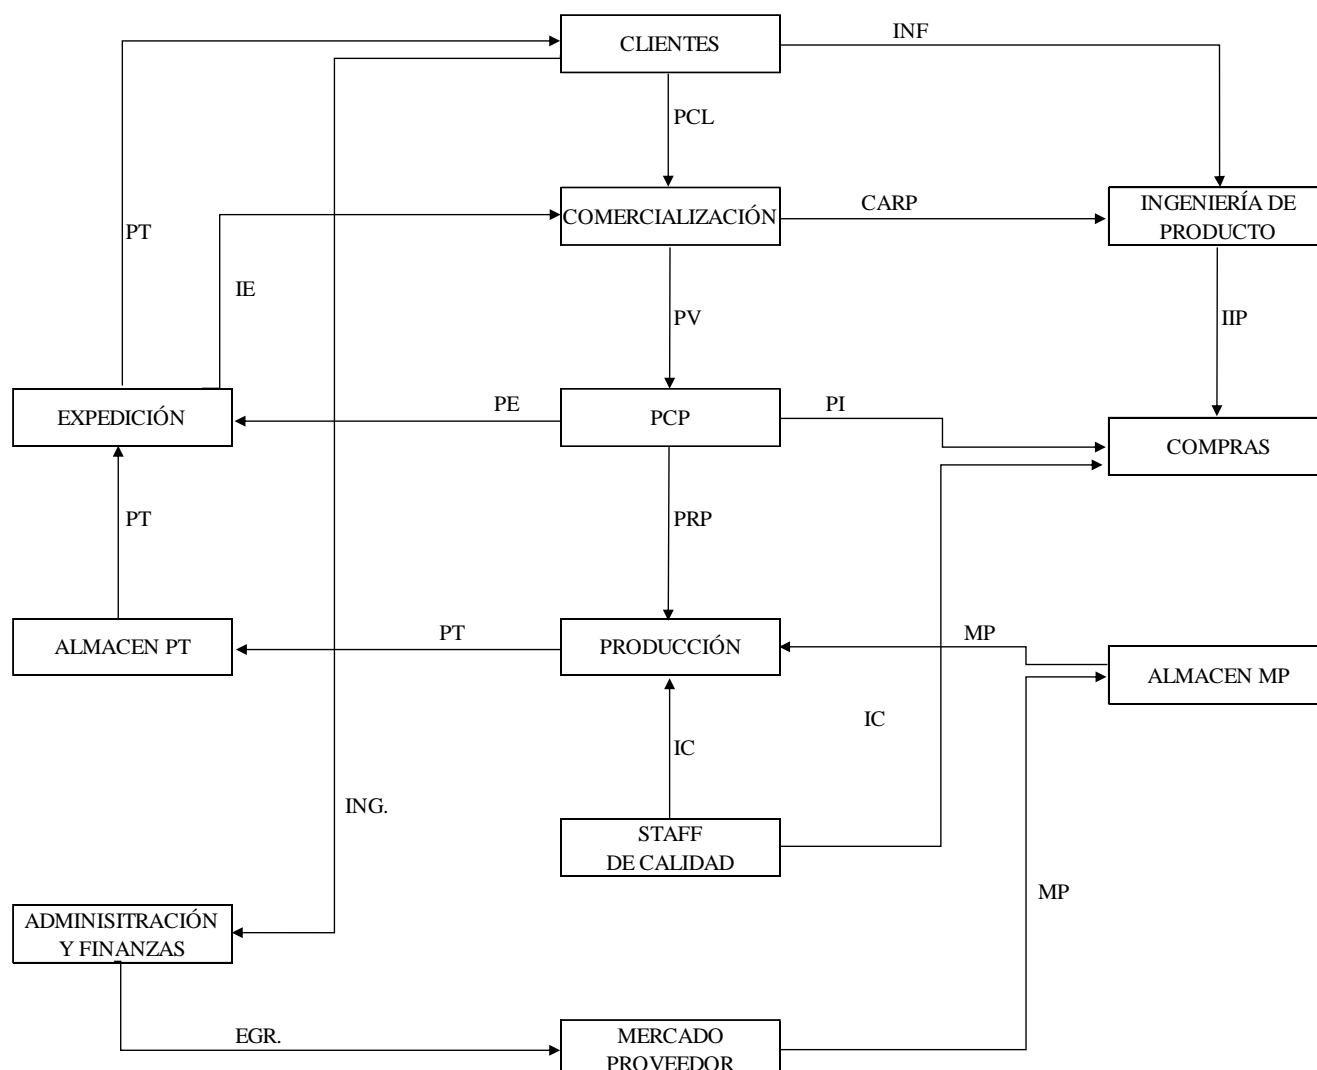 CLIENTES
INF
PCL
COMERCIALIZACIÓN
CARP
INGENIERÍA DE
PRODUCTO
PT
IE
PV
IIP
EXPEDICIÓN
PE
PCP
PI
COMPRAS
PT
PRP
ALMACEN PT
PT
PRODUCCIÓN
MP
ALMACEN MP
IC
IC
ING.
STAFF
DE CALIDAD
MP
ADMINISITRACIÓN
Y FINANZAS
EGR.
MERCADO
PROVEEDOR